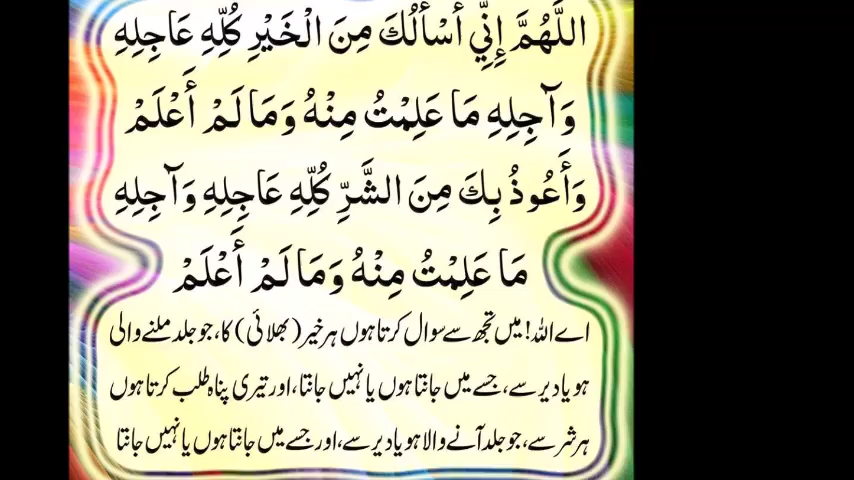 اللَّهُمَّ إِنِّي أَسْأَلُكَ مِنَ الْخَيْرِ كُلِّهِ عَاجِلِهِ
وَآجِلِهِ مَا عَلِمْتُ مِنْهُ وَمَا لَمْ أَعْلَمْ
وَأَعُوذُ بِكَ مِنَ الشَّرِّ كُلِّهِ عَاجِلِهِ وَآجِلِهِ
مَا عَلِمْتُ مِنْهُ وَمَا لَمْ أَعْلَمْ
اے اللہ! میں تجھ سے سوال کرتا ہوں ہر خیر (بھلائی) کا، جو جلد ملنے والی
ہو یا دیر سے، جسے میں جانتا ہوں یا نہیں جانتا، اور تیری پناہ طلب کرتا ہوں
ہر شر سے، جو جلد آنے والا ہو یا دیر سے، اور جسے میں جانتا ہوں یا نہیں جانتا